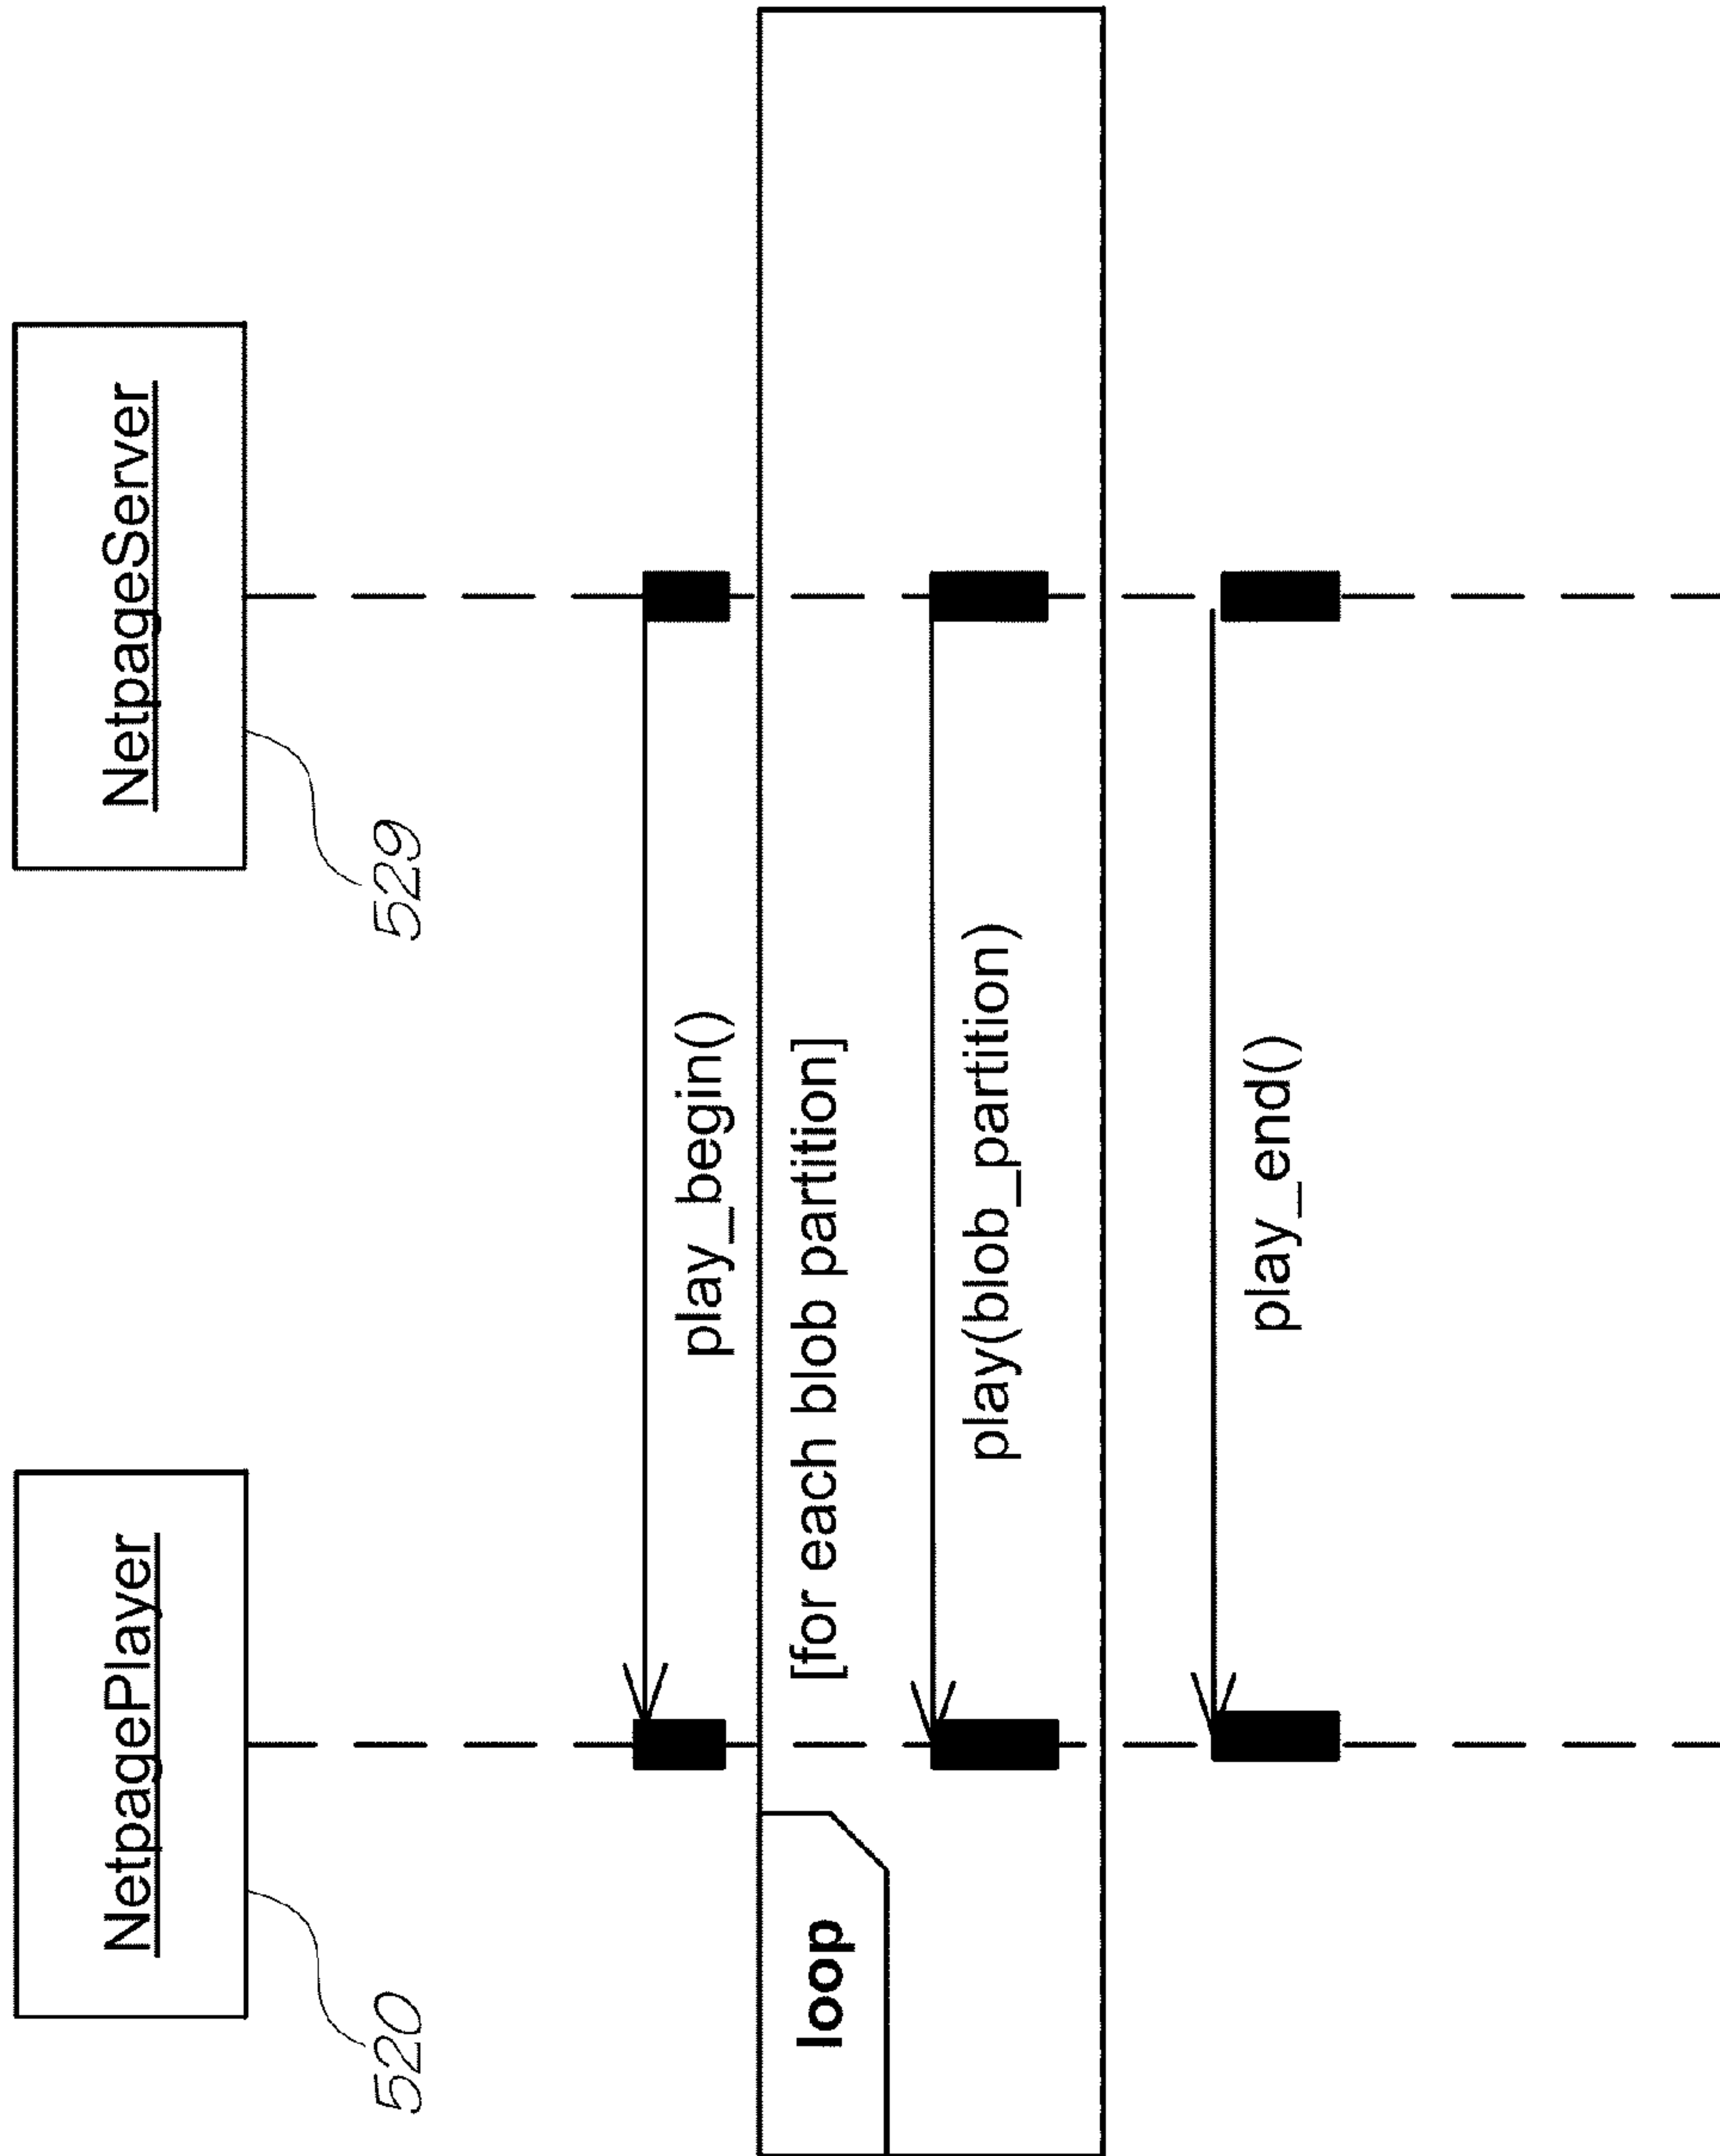 NetpagePlayer
NetpageServer
520
529
play_begin()
loop
[for each blob partition]
play(blob_partition)
play_end()